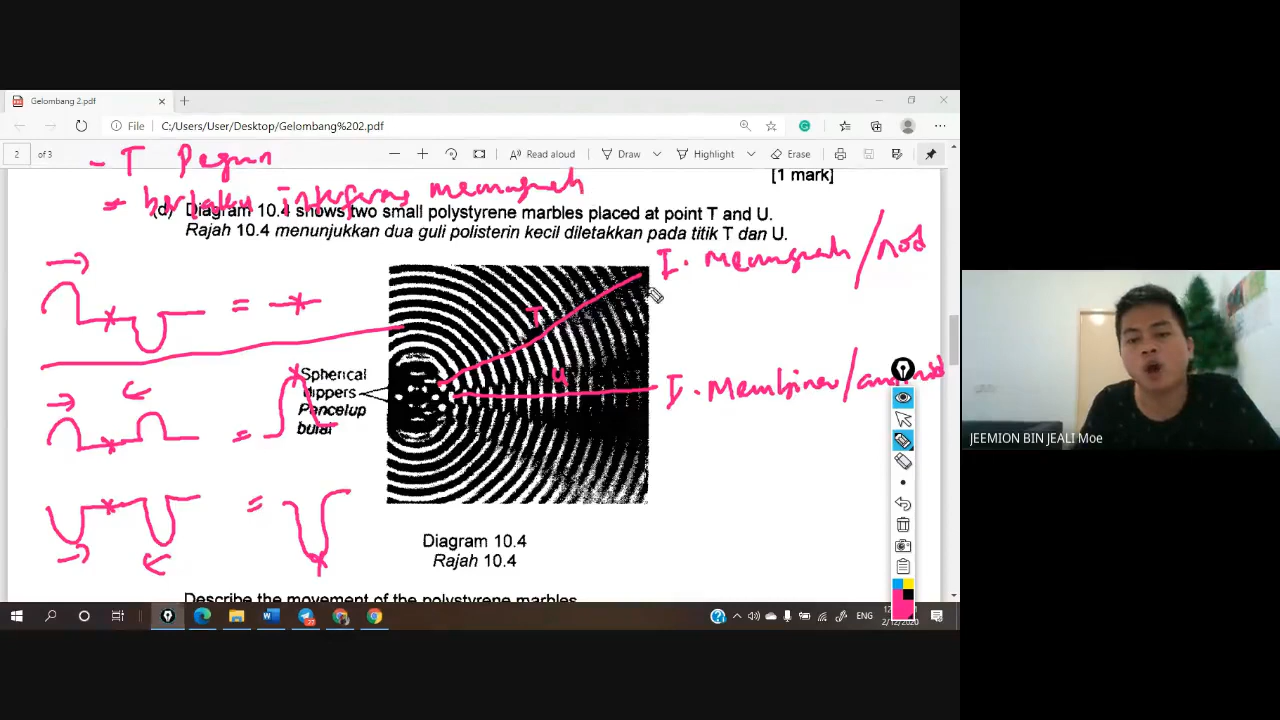 Gelombang 2.pdf
File C:/Users/User/Desktop/Gelombang%202.pdf
2 of 3 Read aloud Draw Highlight Erase
- T Pegun
- berlaku interferens memusnah
[1 mark]
(d) Diagram 10.4 shows two small polystyrene marbles placed at point T and U.
Rajah 10.4 menunjukkan dua guli polisterin kecil diletakkan pada titik T dan U.
I. memusnah / nod
=
T
Spherical
dippers
Pencelup
bulat
U
I. Membina / antinod
=
=
Diagram 10.4
Rajah 10.4
Describe the movement of the polystyrene marbles
JEEMION BIN JEALI Moe
ENG
2/12/2020